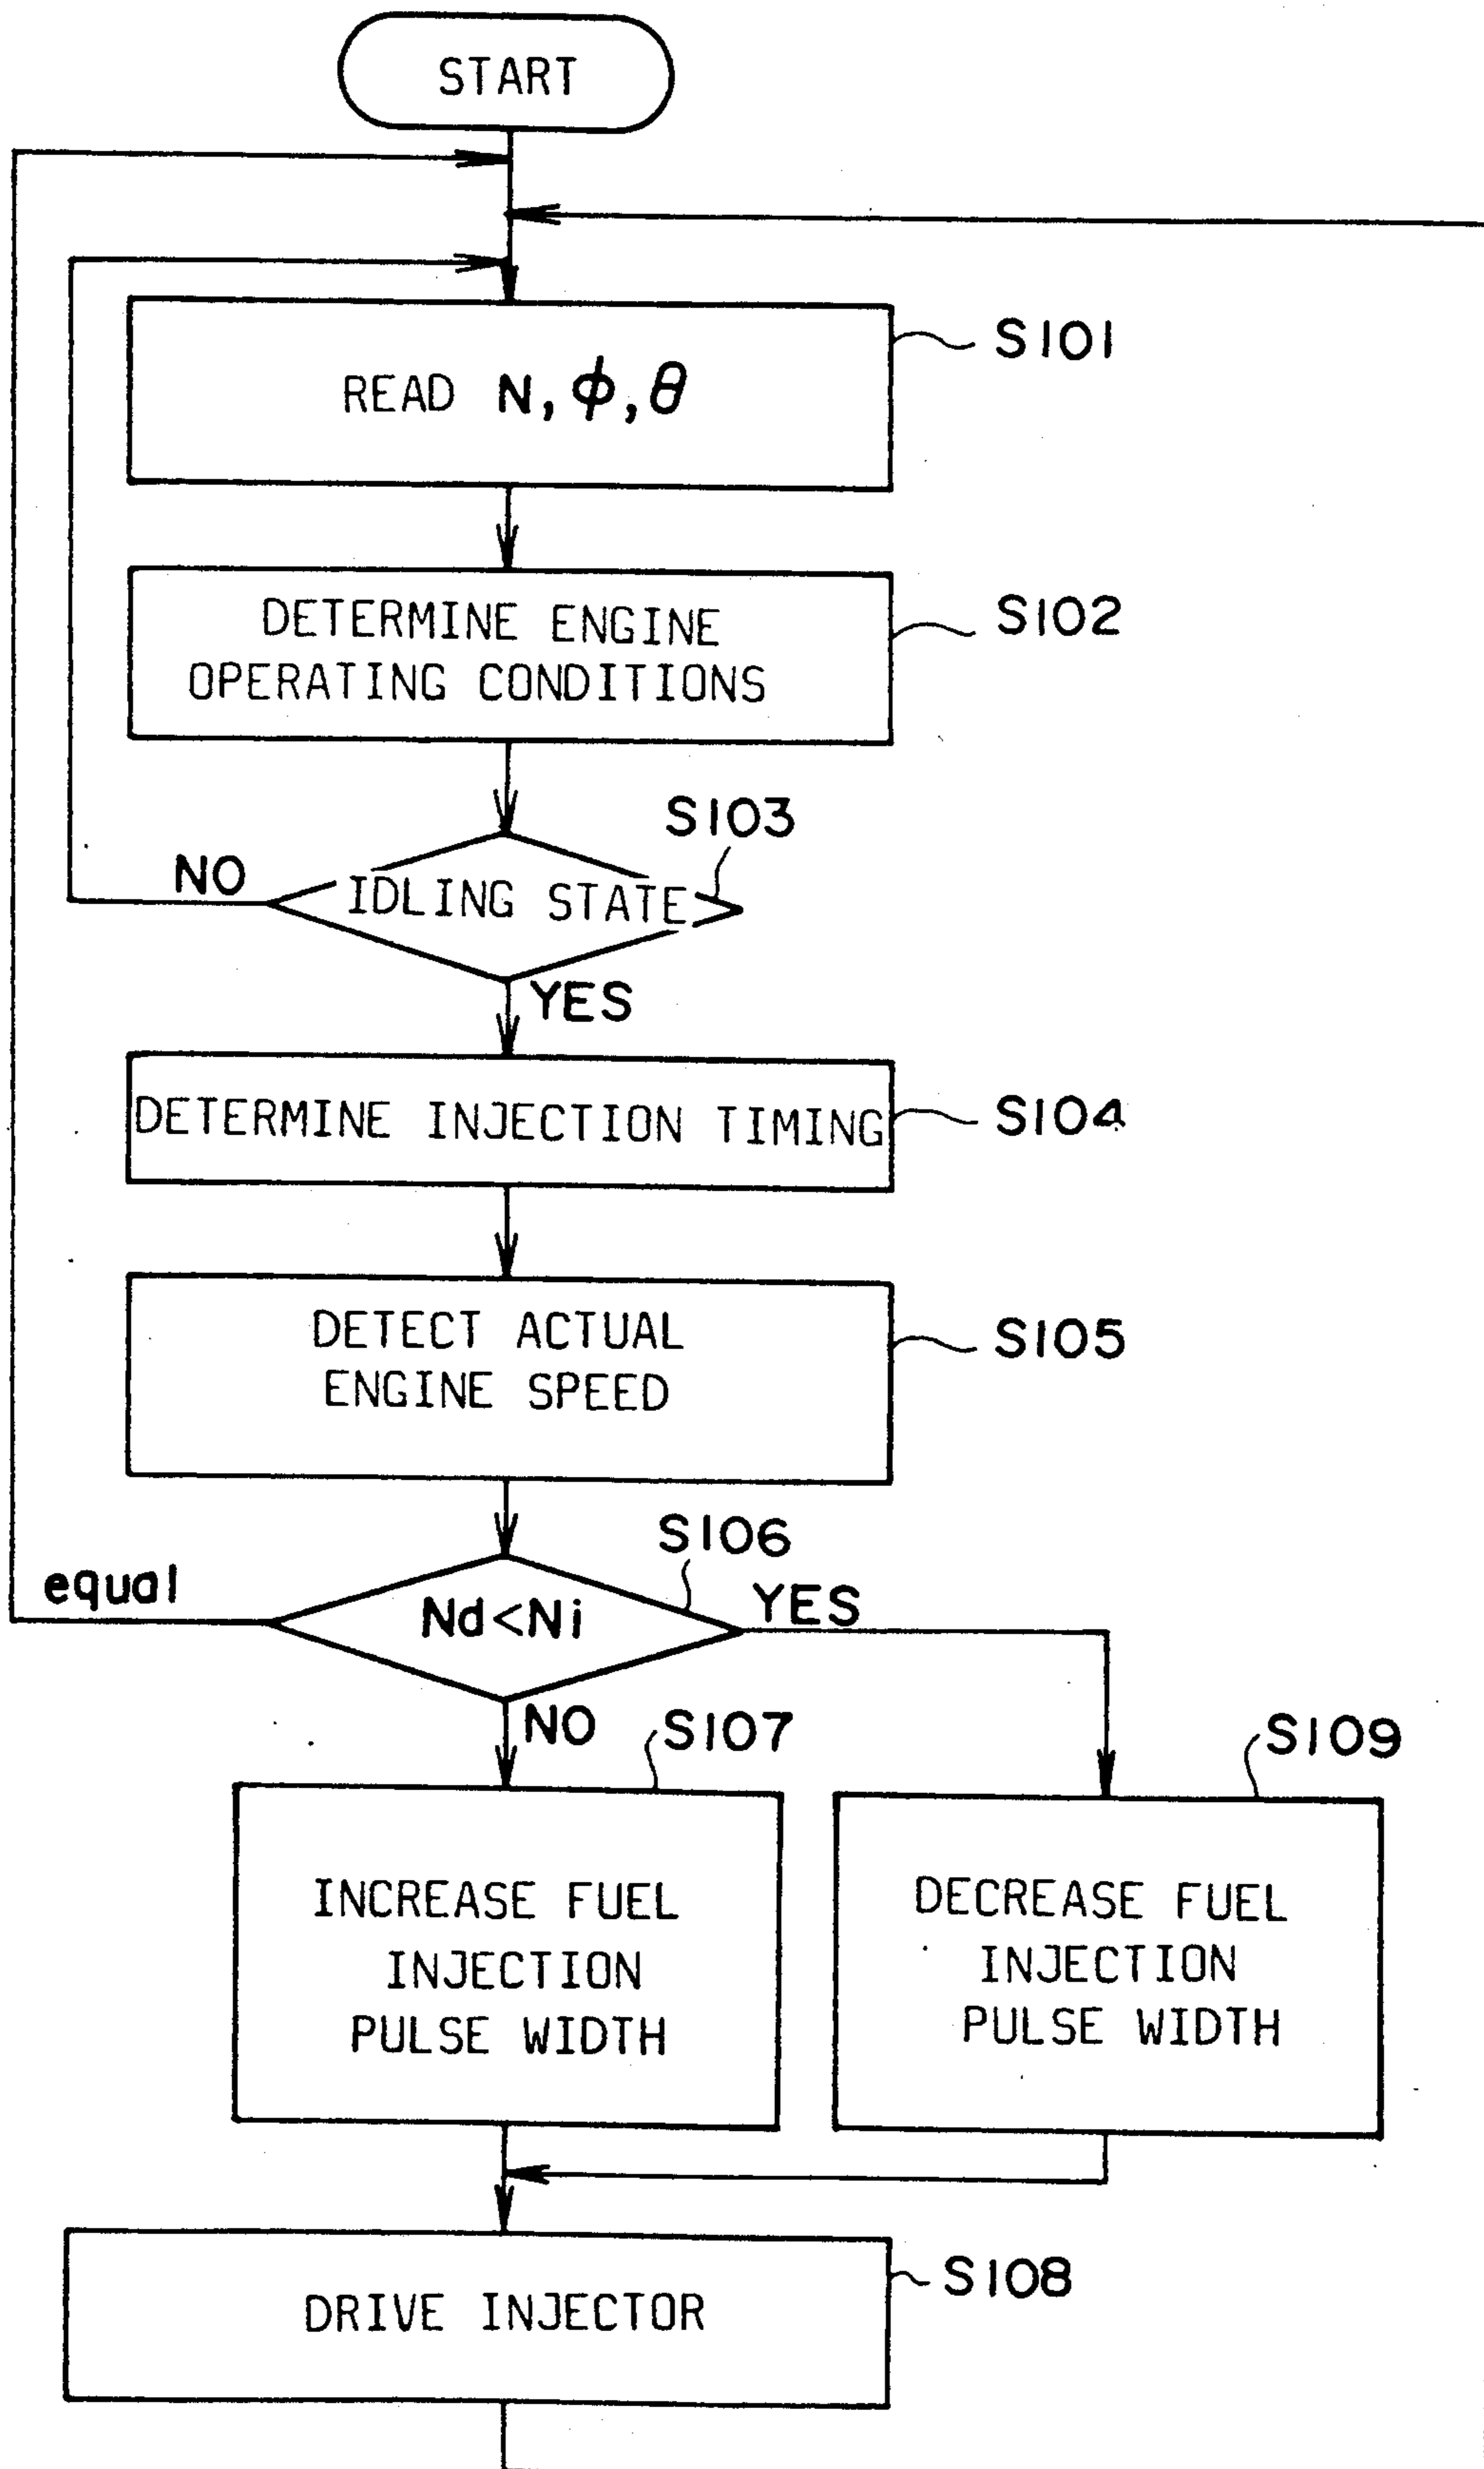 START
READ N, ϕ, θ
S101
DETERMINE ENGINE
OPERATING CONDITIONS
S102
S103
NO
IDLING STATE
YES
DETERMINE INJECTION TIMING
S104
DETECT ACTUAL
ENGINE SPEED
S105
S106
equal
Nd<Ni
YES
NO
S107
S109
INCREASE FUEL
INJECTION
PULSE WIDTH
DECREASE FUEL
INJECTION
PULSE WIDTH
DRIVE INJECTOR
S108